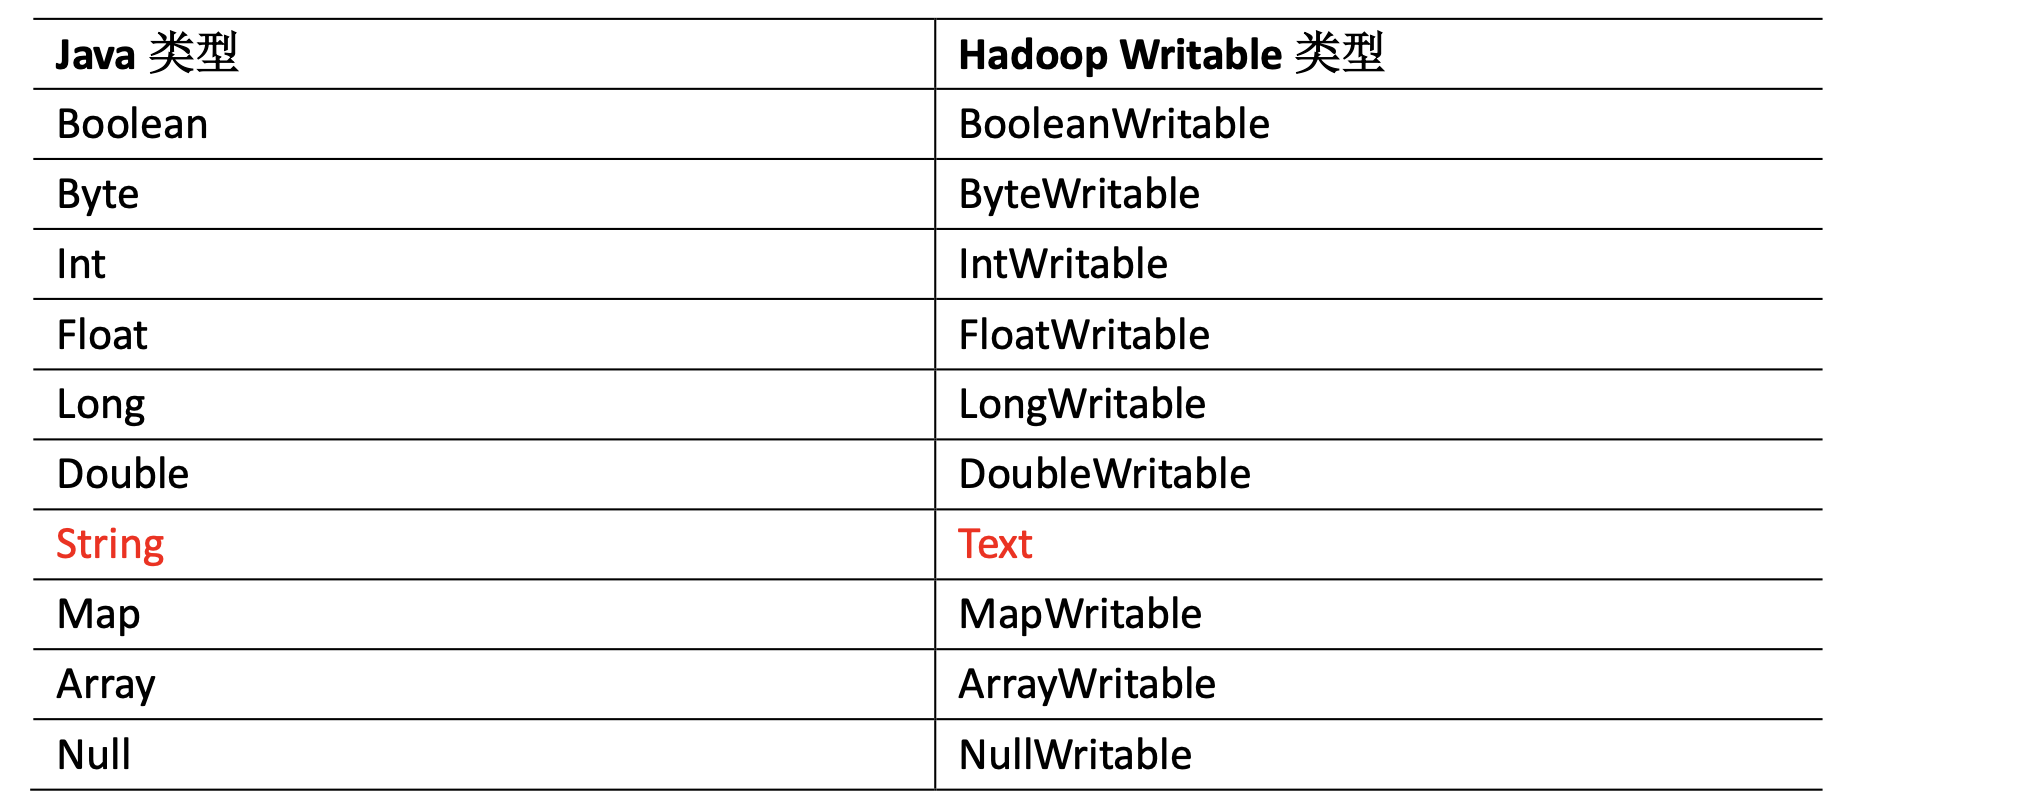 Java 类型 Hadoop Writable 类型
Boolean BooleanWritable
Byte ByteWritable
Int IntWritable
Float FloatWritable
Long LongWritable
Double DoubleWritable
String Text
Map MapWritable
Array ArrayWritable
Null NullWritable